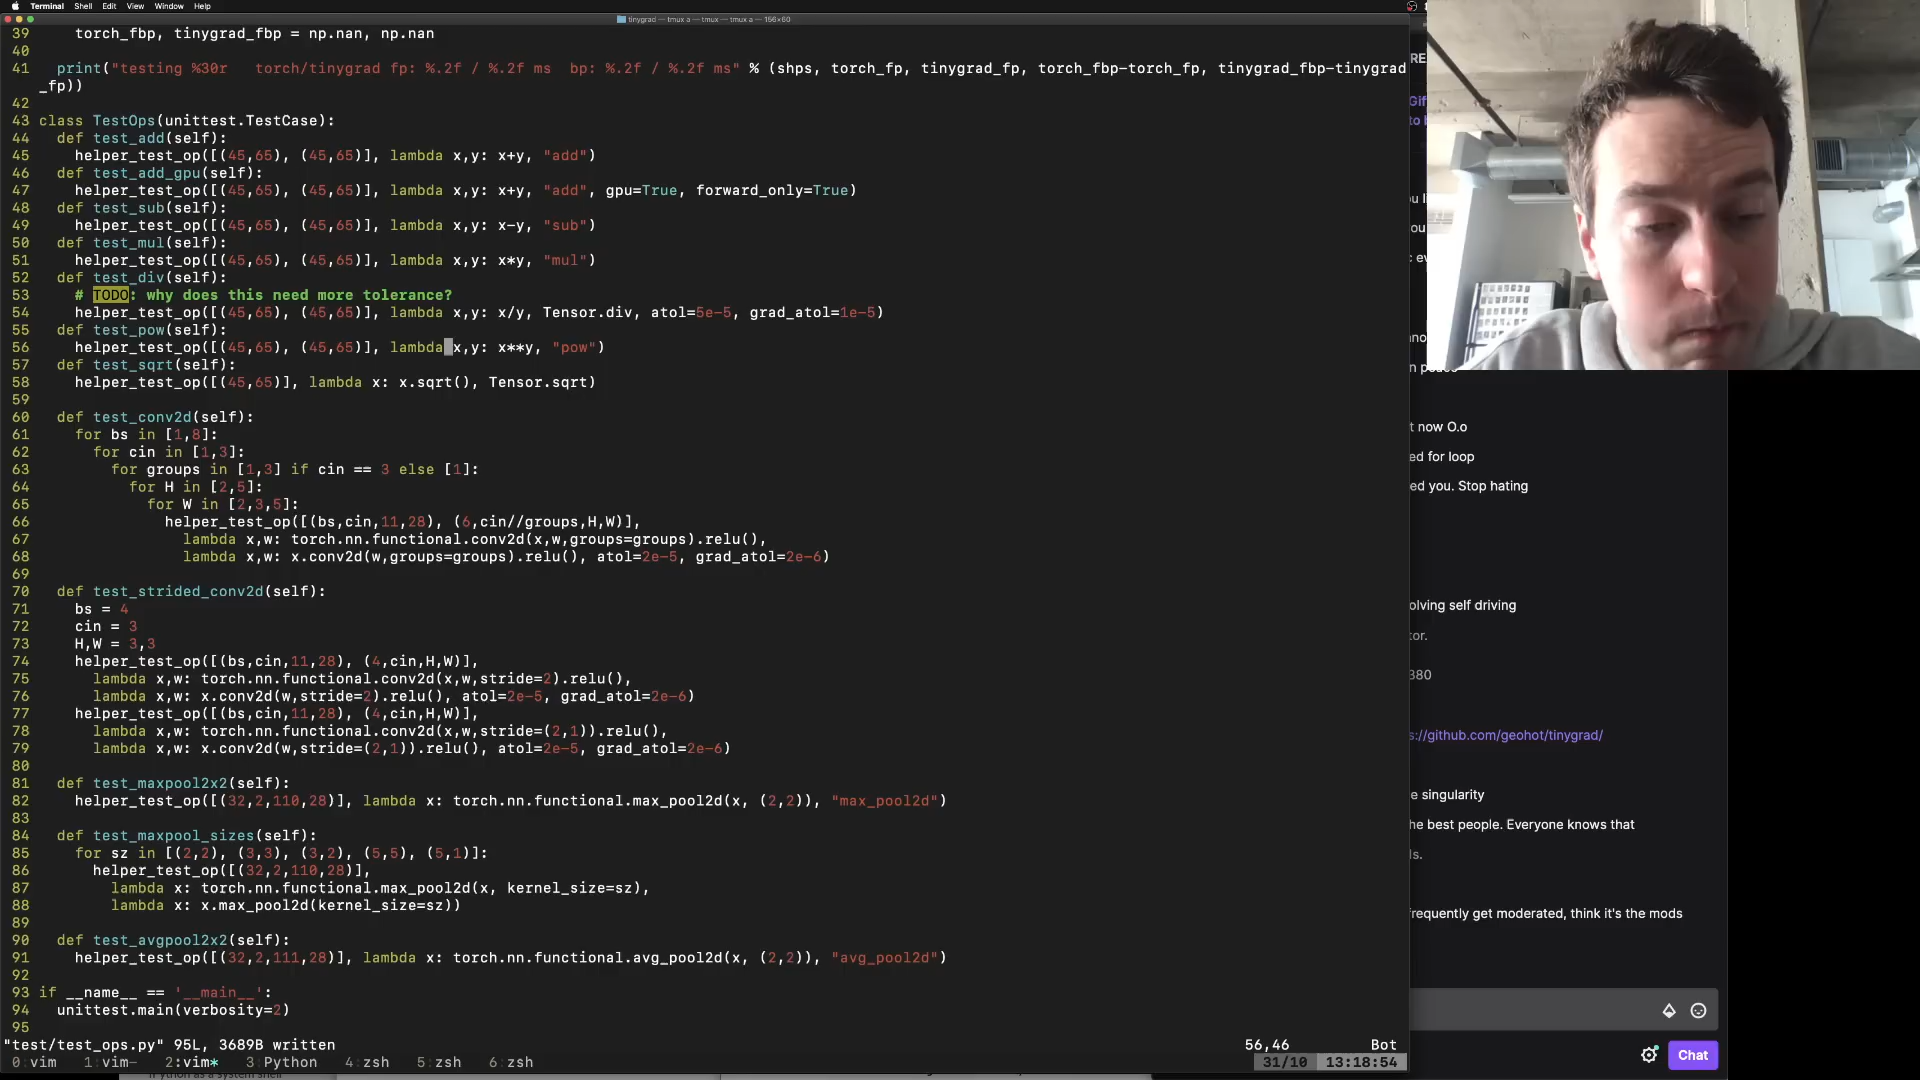 Terminal Shell Edit View Window Help
tinygrad — tmux a — tmux — tmux a — 156×60
39 torch_fbp, tinygrad_fbp = np.nan, np.nan
40
41 print("testing %30r   torch/tinygrad fp: %.2f / %.2f ms  bp: %.2f / %.2f ms" % (shps, torch_fp, tinygrad_fp, torch_fbp-torch_fp, tinygrad_fbp-tinygrad
_fp))
42
43 class TestOps(unittest.TestCase):
44 def test_add(self):
45 helper_test_op([(45,65), (45,65)], lambda x,y: x+y, "add")
46 def test_add_gpu(self):
47 helper_test_op([(45,65), (45,65)], lambda x,y: x+y, "add", gpu=True, forward_only=True)
48 def test_sub(self):
49 helper_test_op([(45,65), (45,65)], lambda x,y: x-y, "sub")
50 def test_mul(self):
51 helper_test_op([(45,65), (45,65)], lambda x,y: x*y, "mul")
52 def test_div(self):
53 # TODO: why does this need more tolerance?
54 helper_test_op([(45,65), (45,65)], lambda x,y: x/y, Tensor.div, atol=5e-5, grad_atol=1e-5)
55 def test_pow(self):
56 helper_test_op([(45,65), (45,65)], lambda x,y: x**y, "pow")
57 def test_sqrt(self):
58 helper_test_op([(45,65)], lambda x: x.sqrt(), Tensor.sqrt)
59
60 def test_conv2d(self):
61 for bs in [1,8]:
62 for cin in [1,3]:
63 for groups in [1,3] if cin == 3 else [1]:
64 for H in [2,5]:
65 for W in [2,3,5]:
66 helper_test_op([(bs,cin,11,28), (6,cin//groups,H,W)],
67 lambda x,w: torch.nn.functional.conv2d(x,w,groups=groups).relu(),
68 lambda x,w: x.conv2d(w,groups=groups).relu(), atol=2e-5, grad_atol=2e-6)
69
70 def test_strided_conv2d(self):
71 bs = 4
72 cin = 3
73 H,W = 3,3
74 helper_test_op([(bs,cin,11,28), (4,cin,H,W)],
75 lambda x,w: torch.nn.functional.conv2d(x,w,stride=2).relu(),
76 lambda x,w: x.conv2d(w,stride=2).relu(), atol=2e-5, grad_atol=2e-6)
77 helper_test_op([(bs,cin,11,28), (4,cin,H,W)],
78 lambda x,w: torch.nn.functional.conv2d(x,w,stride=(2,1)).relu(),
79 lambda x,w: x.conv2d(w,stride=(2,1)).relu(), atol=2e-5, grad_atol=2e-6)
80
81 def test_maxpool2x2(self):
82 helper_test_op([(32,2,110,28)], lambda x: torch.nn.functional.max_pool2d(x, (2,2)), "max_pool2d")
83
84 def test_maxpool_sizes(self):
85 for sz in [(2,2), (3,3), (3,2), (5,5), (5,1)]:
86 helper_test_op([(32,2,110,28)],
87 lambda x: torch.nn.functional.max_pool2d(x, kernel_size=sz),
88 lambda x: x.max_pool2d(kernel_size=sz))
89
90 def test_avgpool2x2(self):
91 helper_test_op([(32,2,111,28)], lambda x: torch.nn.functional.avg_pool2d(x, (2,2)), "avg_pool2d")
92
93 if __name__ == '__main__':
94 unittest.main(verbosity=2)
95
"test/test_ops.py" 95L, 3689B written 56,46 Bot
0:vim 1:vim- 2:vim* 3:Python 4:zsh 5:zsh 6:zsh 31/10 13:18:54
RE
Gif
to b
t now O.o
ed for loop
ed you. Stop hating
olving self driving
tor.
380
s://github.com/geohot/tinygrad/
e singularity
he best people. Everyone knows that
ls.
frequently get moderated, think it's the mods
Chat